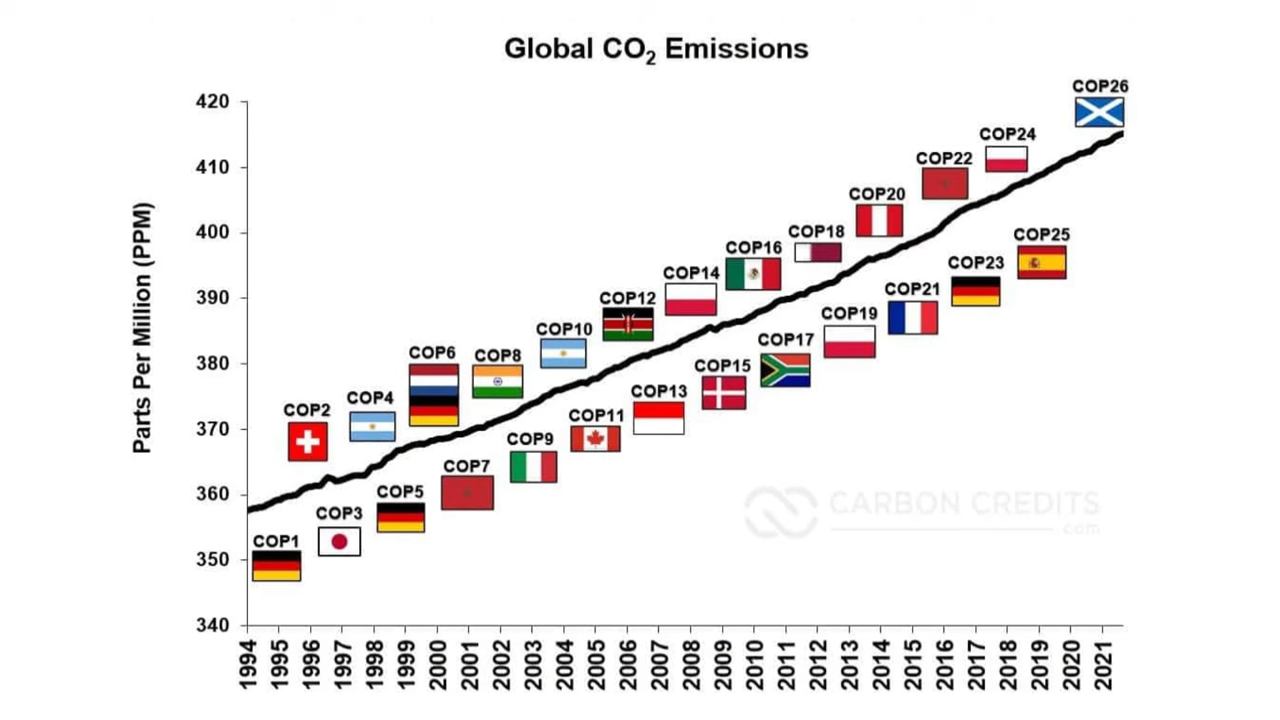 Global CO₂ Emissions
Parts Per Million (PPM)
420
410
400
390
380
370
360
350
340
COP1
COP2
COP3
COP4
COP5
COP6
COP7
COP8
COP9
COP10
COP11
COP12
COP13
COP14
COP15
COP16
COP17
COP18
COP19
COP20
COP21
COP22
COP23
COP24
COP25
COP26
CARBON CREDITS
.com
1994
1995
1996
1997
1998
1999
2000
2001
2002
2003
2004
2005
2006
2007
2008
2009
2010
2011
2012
2013
2014
2015
2016
2017
2018
2019
2020
2021